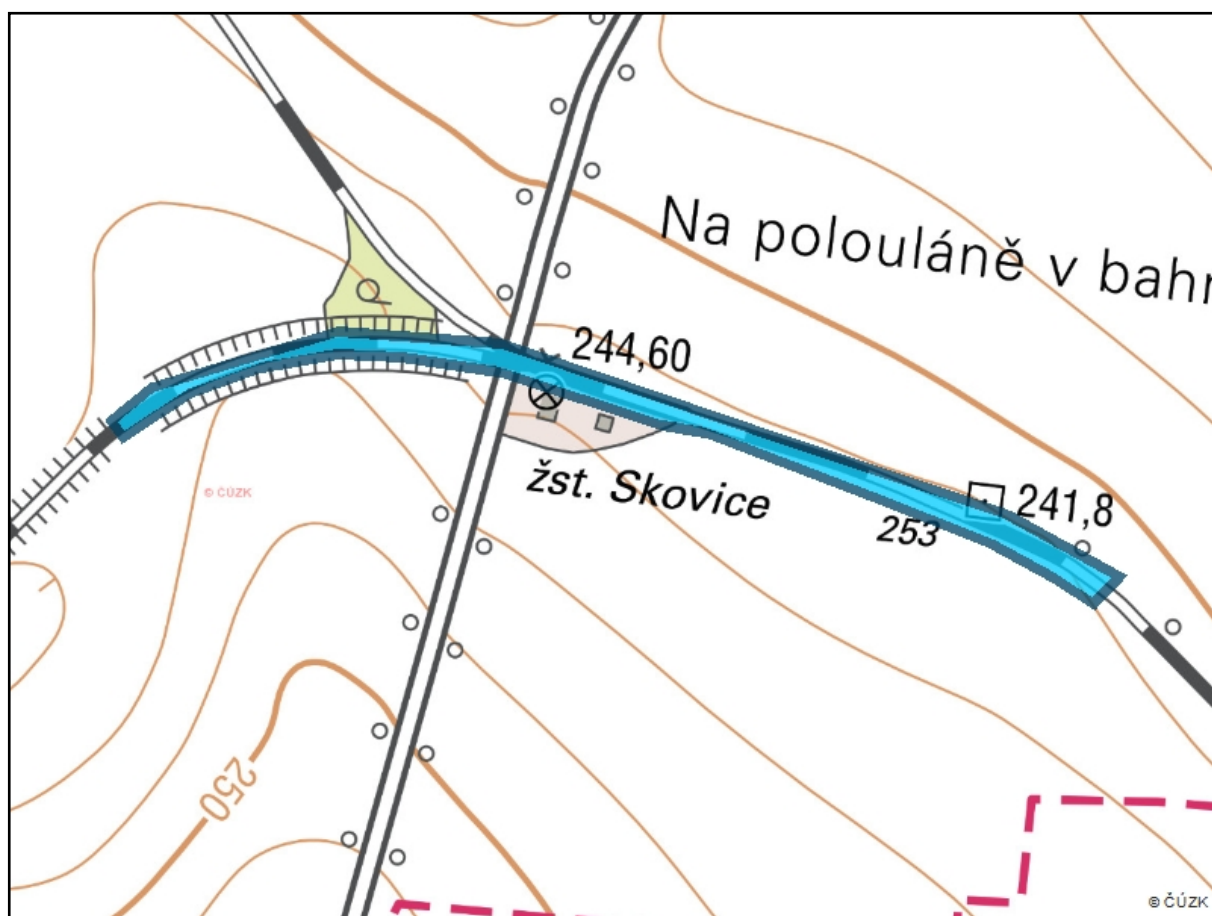 Na polouláně v bahn
244,60
© ČÚZK
žst. Skovice
241,8
253
250
© ČÚZK